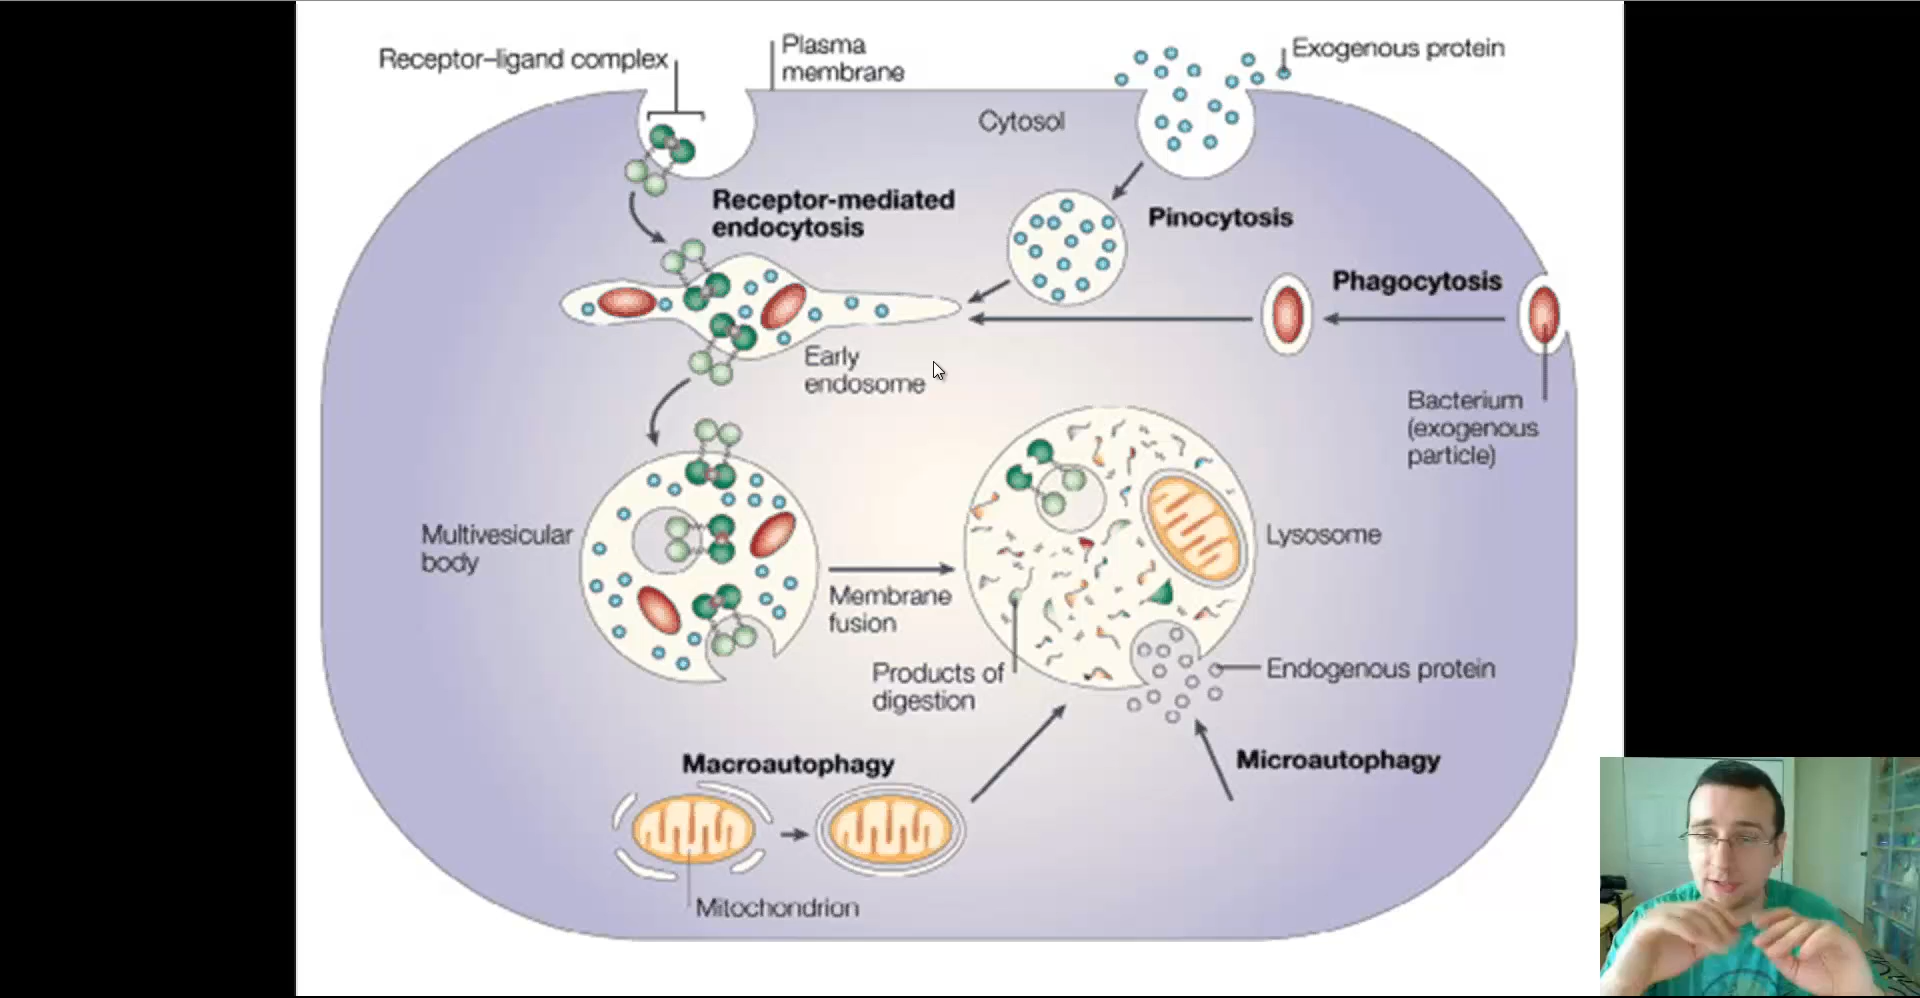 Receptor–ligand complex
Plasma
membrane
Exogenous protein
Cytosol
Receptor-mediated
endocytosis
Pinocytosis
Phagocytosis
Early
endosome
Bacterium
(exogenous
particle)
Multivesicular
body
Membrane
fusion
Lysosome
Products of
digestion
Endogenous protein
Macroautophagy
Microautophagy
Mitochondrion